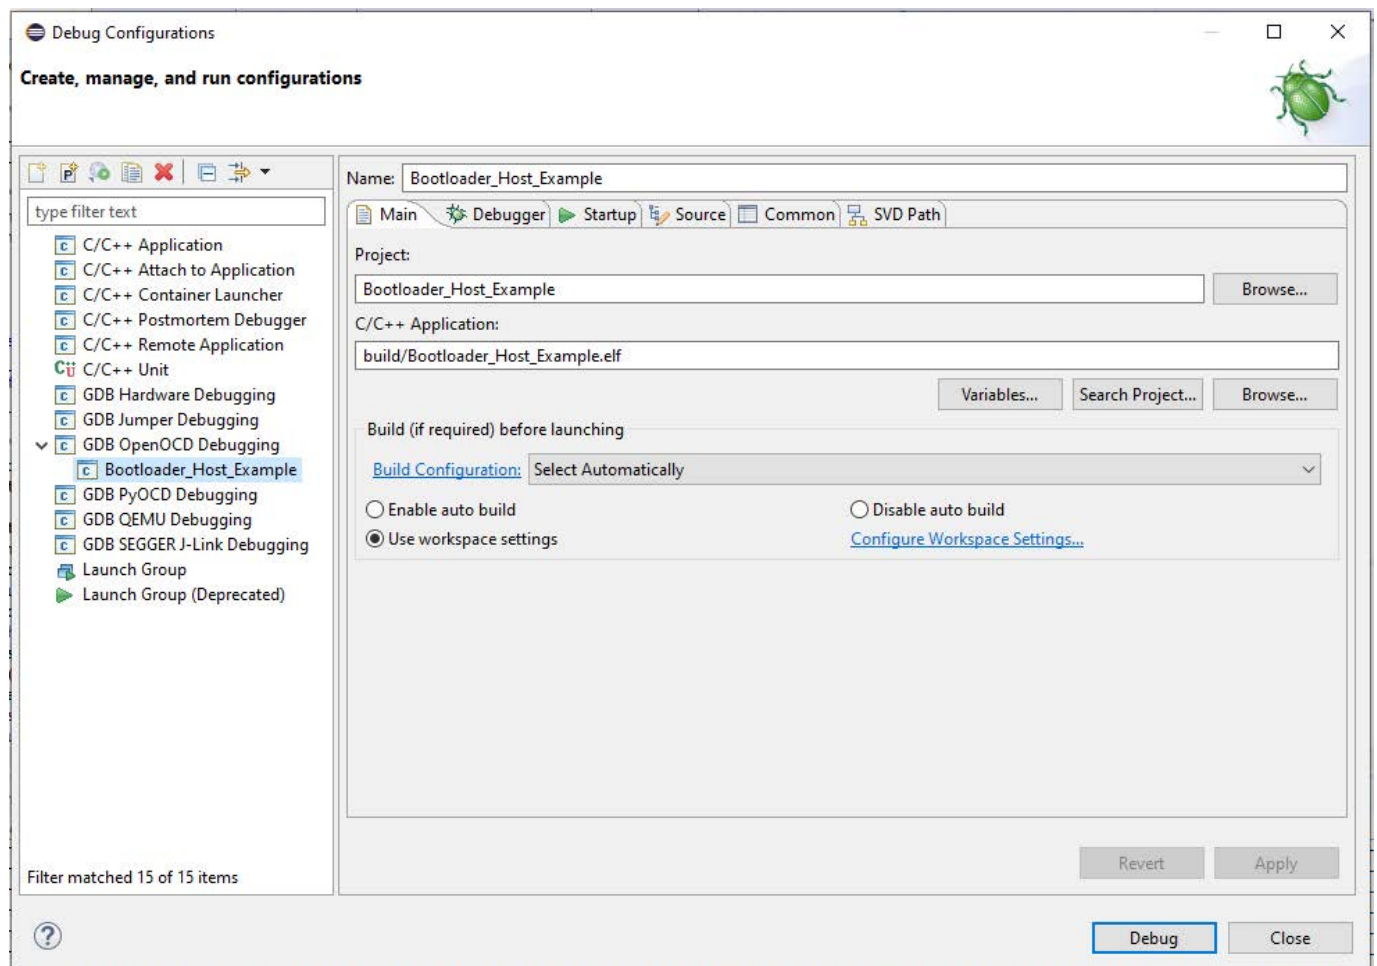 Debug Configurations
Create, manage, and run configurations
type filter text
C/C++ Application
C/C++ Attach to Application
C/C++ Container Launcher
C/C++ Postmortem Debugger
C/C++ Remote Application
C/C++ Unit
GDB Hardware Debugging
GDB Jumper Debugging
GDB OpenOCD Debugging
Bootloader_Host_Example
GDB PyOCD Debugging
GDB QEMU Debugging
GDB SEGGER J-Link Debugging
Launch Group
Launch Group (Deprecated)
Filter matched 15 of 15 items
Name: Bootloader_Host_Example
Main Debugger Startup Source Common SVD Path
Project:
Bootloader_Host_Example Browse...
C/C++ Application:
build/Bootloader_Host_Example.elf
Variables... Search Project... Browse...
Build (if required) before launching
Build Configuration: Select Automatically
Enable auto build Disable auto build
Use workspace settings Configure Workspace Settings...
Revert Apply
Debug Close